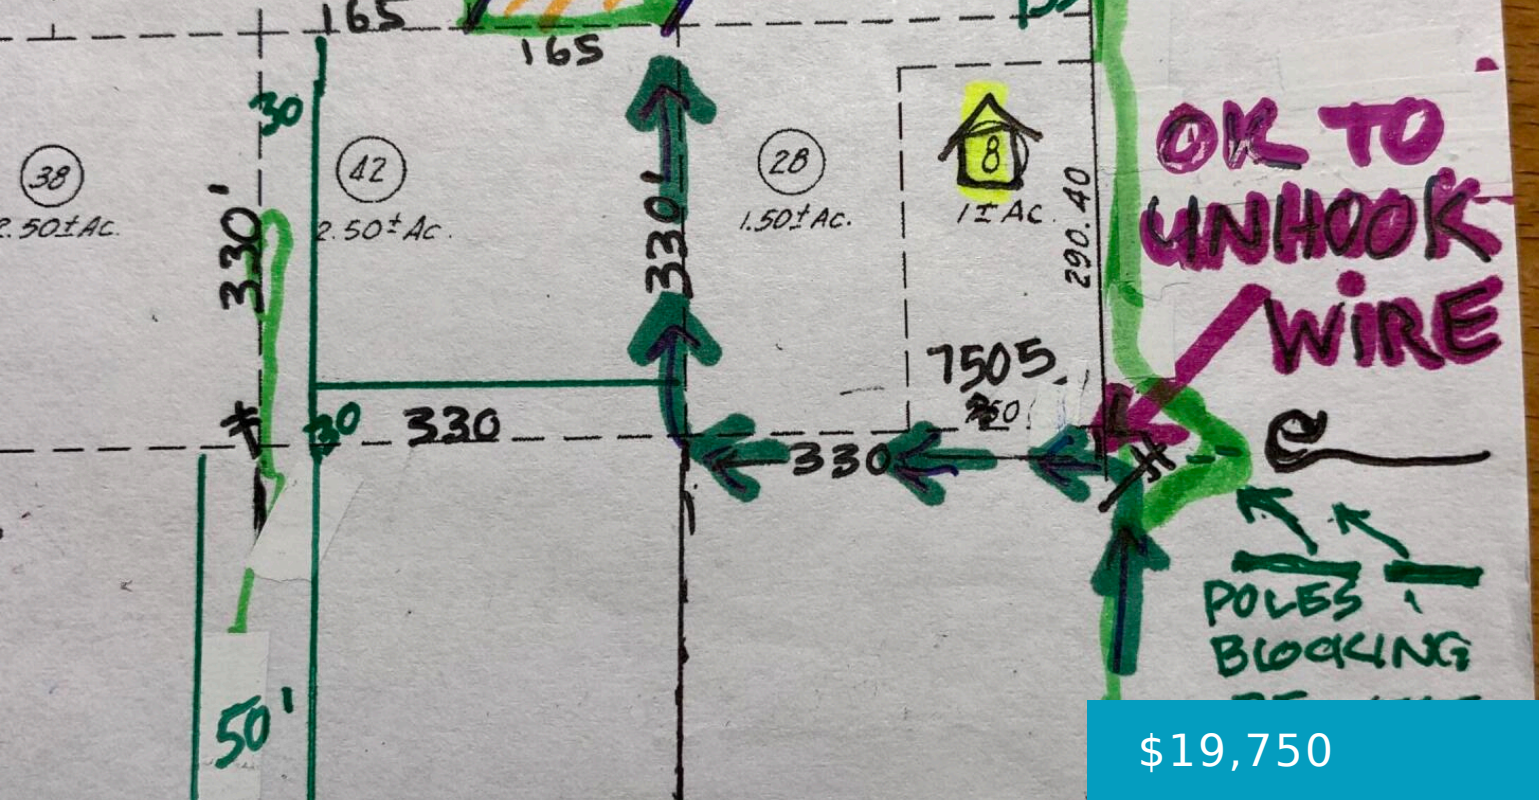 165
165
30
38
2.50±AC.
42
2.50±AC.
330'
330'
28
1.50±AC.
8
1±AC.
290.40
OK TO
UNHOOK
WIRE
7505
30
330
330
POLES
BLOCKING
50'
$19,750